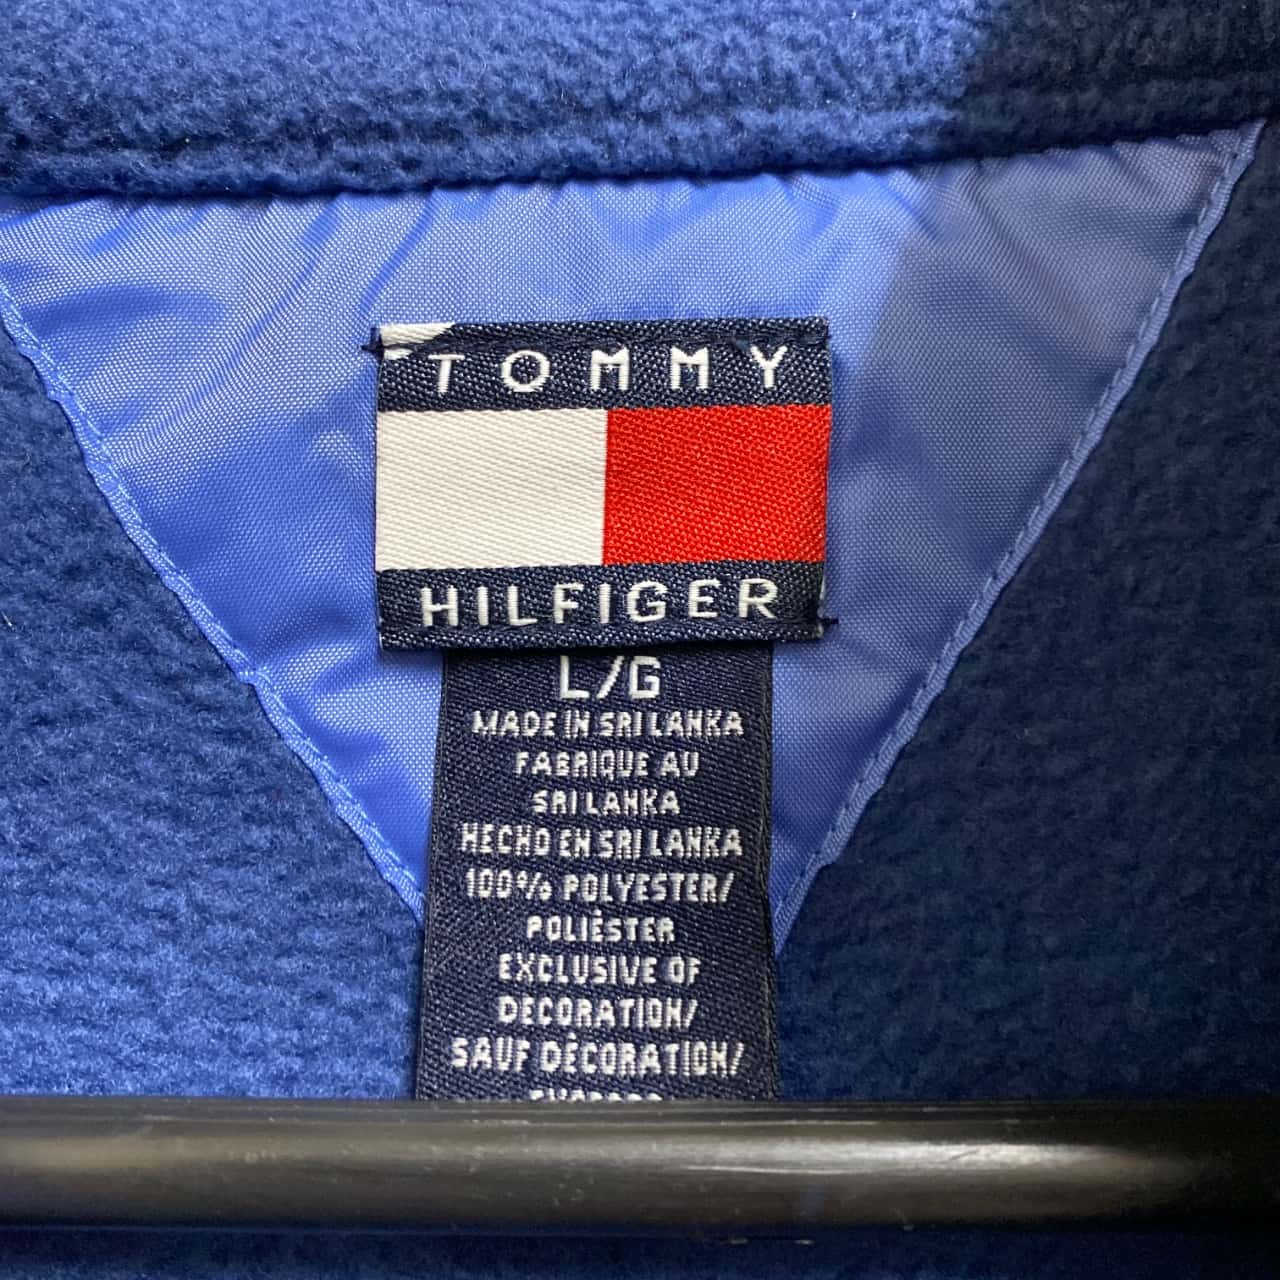 TOMMY
HILFIGER
L/G
MADE IN SRI LANKA
FABRIQUE AU
SRI LANKA
HECHO EN SRI LANKA
100% POLYESTER/
POLIÈSTER
EXCLUSIVE OF
DECORATION/
SAUF DÉCORATION/